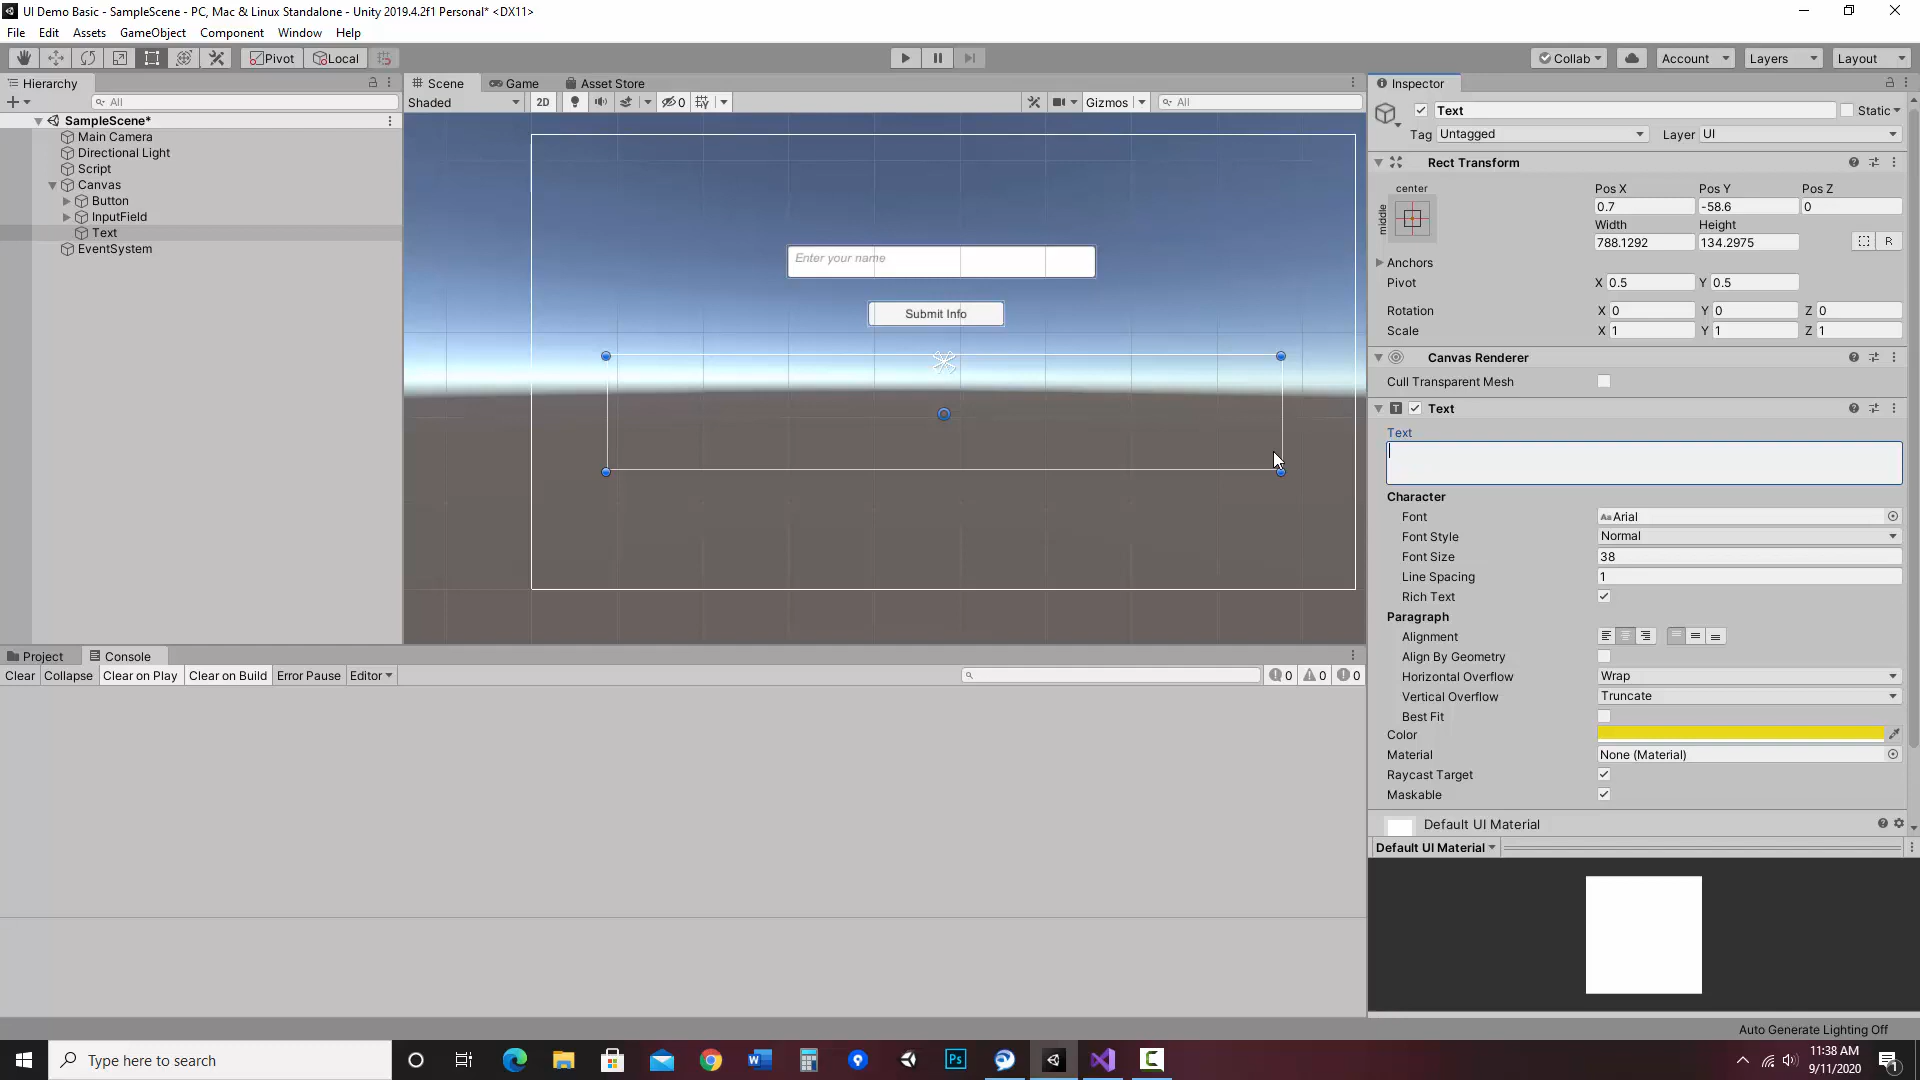 UI Demo Basic - SampleScene - PC, Mac & Linux Standalone - Unity 2019.4.2f1 Personal* <DX11>
File Edit Assets GameObject Component Window Help
Pivot Local Collab Account Layers Layout
Hierarchy
All
SampleScene*
Main Camera
Directional Light
Script
Canvas
Button
InputField
Text
EventSystem
Scene Game Asset Store
Shaded 2D 0 Gizmos All
Enter your name
Submit Info
Inspector
Text Static
Tag Untagged Layer UI
Rect Transform
center
middle
Pos X Pos Y Pos Z
0.7 -58.6 0
Width Height
788.1292 134.2975 R
Anchors
Pivot X 0.5 Y 0.5
Rotation X 0 Y 0 Z 0
Scale X 1 Y 1 Z 1
Canvas Renderer
Cull Transparent Mesh
Text
Text
Character
Font Arial
Font Style Normal
Font Size 38
Line Spacing 1
Rich Text
Paragraph
Alignment
Align By Geometry
Horizontal Overflow Wrap
Vertical Overflow Truncate
Best Fit
Color
Material None (Material)
Raycast Target
Maskable
Default UI Material
Default UI Material
Project Console
Clear Collapse Clear on Play Clear on Build Error Pause Editor 0 0 0
Auto Generate Lighting Off
Type here to search
11:38 AM
9/11/2020
1